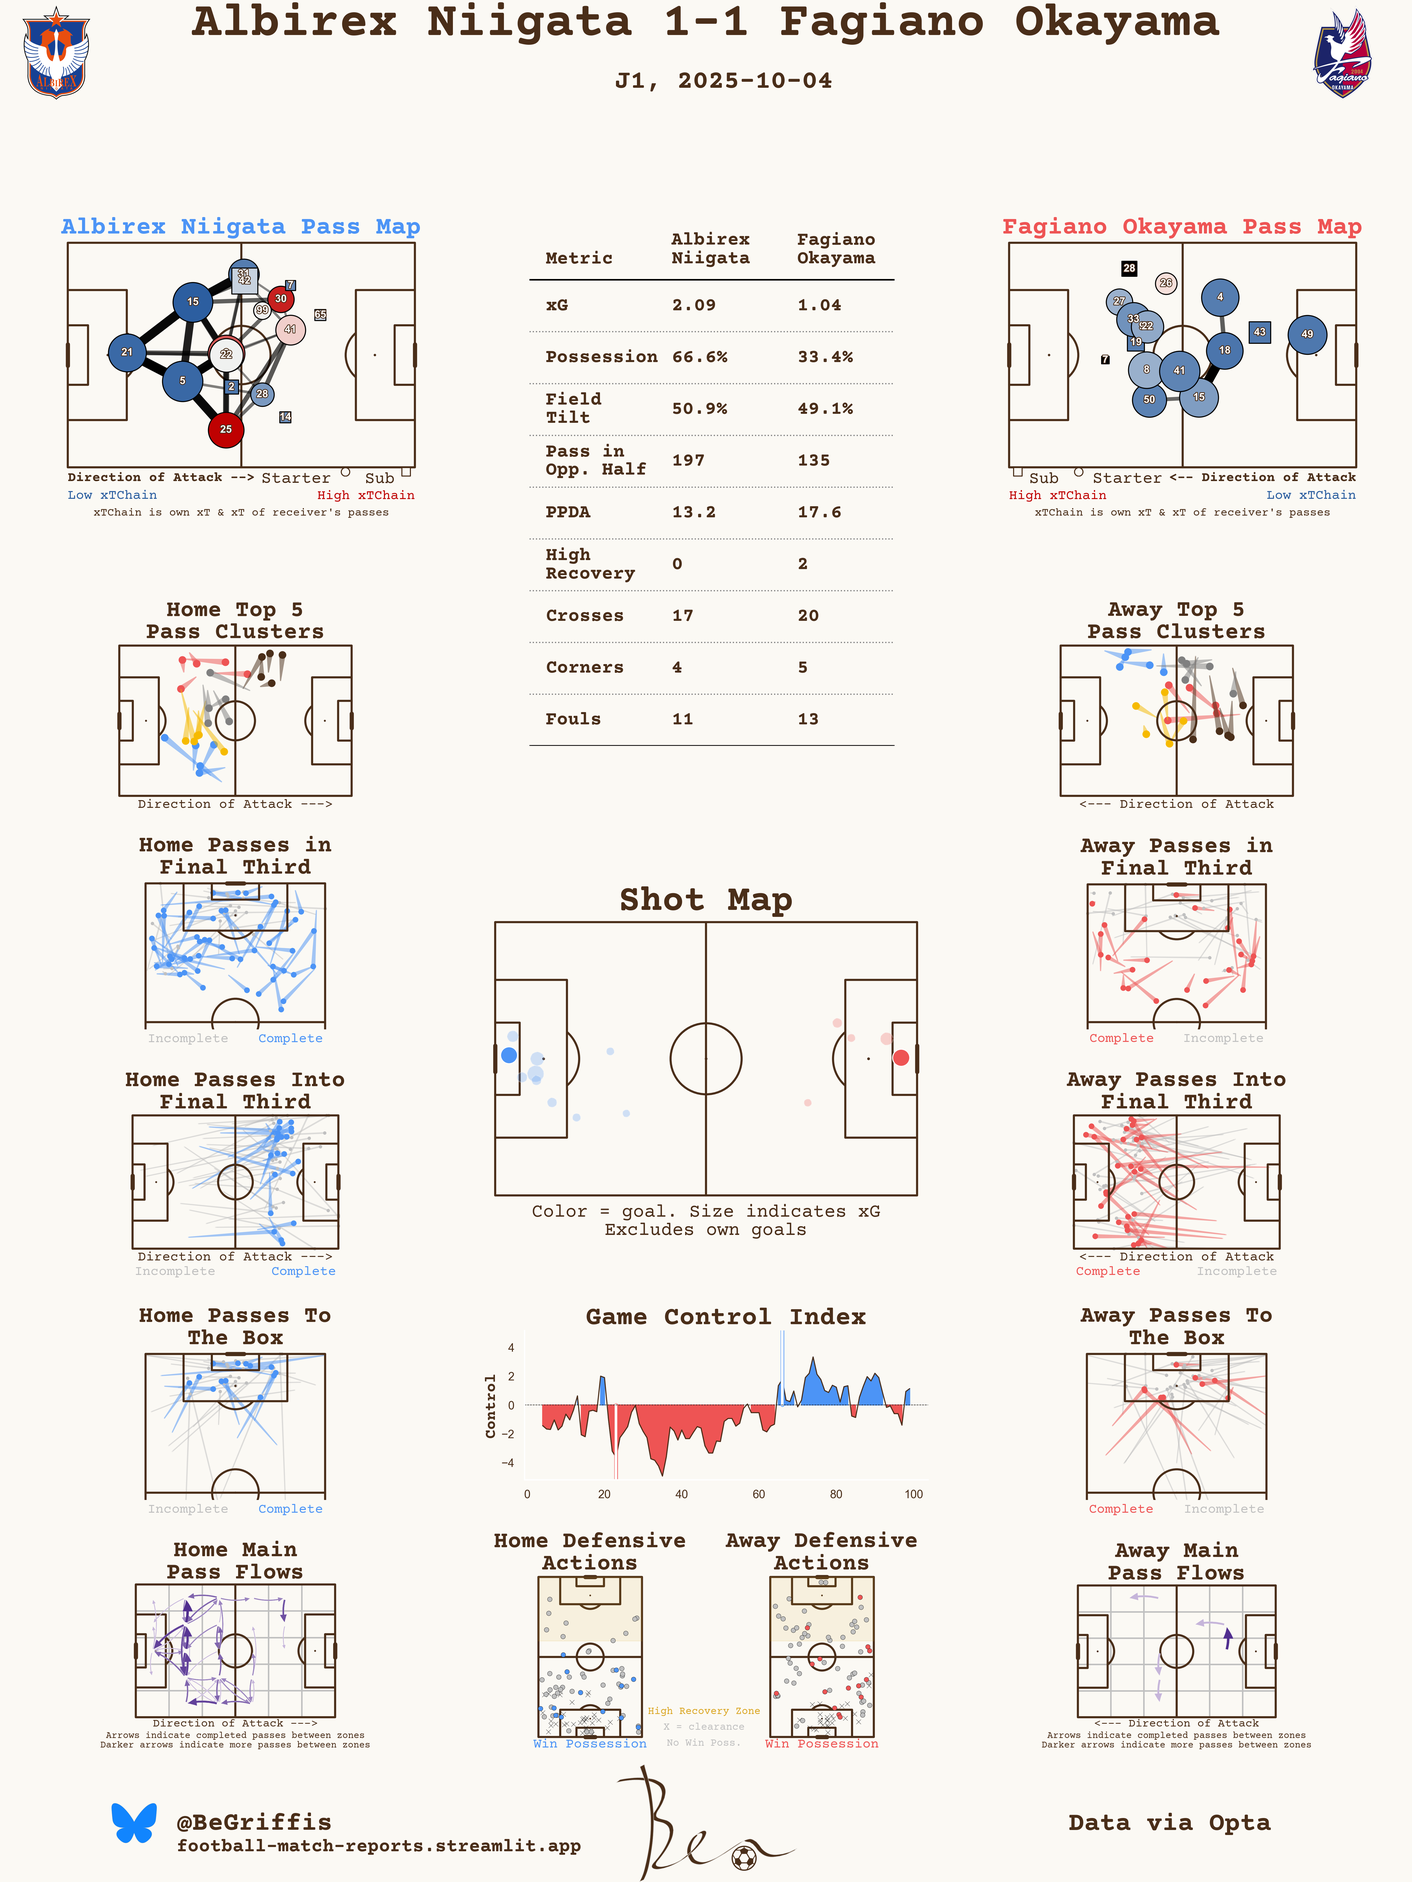 Albirex Niigata 1-1 Fagiano Okayama
J1, 2025-10-04
ALBIREX
Fagiano
OKAYAMA
Albirex Niigata Pass Map
31
42
7
15
30
99
65
41
21
22
5
2
28
14
25
Direction of Attack --> Starter Sub
Low xTChain High xTChain
xTChain is own xT & xT of receiver's passes
Metric Albirex Niigata Fagiano Okayama
xG 2.09 1.04
Possession 66.6% 33.4%
Field Tilt 50.9% 49.1%
Pass in Opp. Half 197 135
PPDA 13.2 17.6
High Recovery 0 2
Crosses 17 20
Corners 4 5
Fouls 11 13
Fagiano Okayama Pass Map
28
26
27
4
33
22
19
43
49
18
7
8
41
50
15
Sub Starter <-- Direction of Attack
High xTChain Low xTChain
xTChain is own xT & xT of receiver's passes
Home Top 5
Pass Clusters
Direction of Attack --->
Away Top 5
Pass Clusters
<--- Direction of Attack
Home Passes in
Final Third
Incomplete Complete
Away Passes in
Final Third
Complete Incomplete
Shot Map
Color = goal. Size indicates xG
Excludes own goals
Home Passes Into
Final Third
Direction of Attack --->
Incomplete Complete
Away Passes Into
Final Third
<--- Direction of Attack
Complete Incomplete
Home Passes To
The Box
Incomplete Complete
Game Control Index
Control
4
2
0
−2
−4
0 20 40 60 80 100
Away Passes To
The Box
Complete Incomplete
Home Main
Pass Flows
Direction of Attack --->
Arrows indicate completed passes between zones
Darker arrows indicate more passes between zones
Home Defensive
Actions
Win Possession
High Recovery Zone
X = clearance
No Win Poss.
Away Defensive
Actions
Win Possession
Away Main
Pass Flows
<--- Direction of Attack
Arrows indicate completed passes between zones
Darker arrows indicate more passes between zones
@BeGriffis
football-match-reports.streamlit.app
Ben
Data via Opta